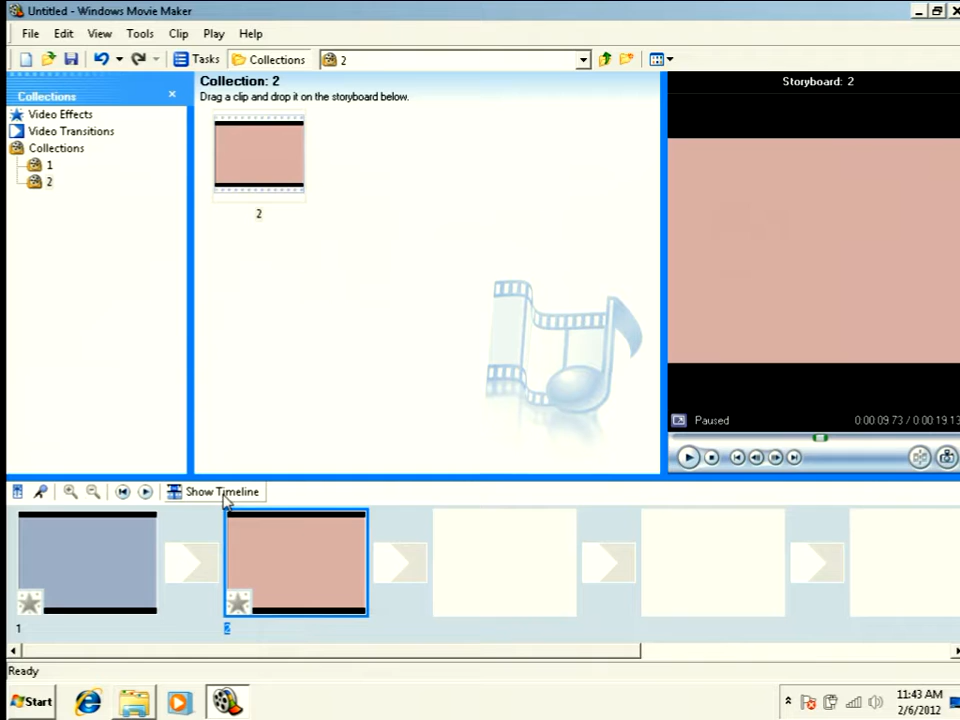 Untitled - Windows Movie Maker
File Edit View Tools Clip Play Help
Tasks Collections 2
Collections
Video Effects
Video Transitions
Collections
1
2
Collection: 2
Drag a clip and drop it on the storyboard below.
2
Storyboard: 2
Paused 0:00:09.73 / 0:00:19.13
Show Timeline
1 2
Ready
Start
11:43 AM
2/6/2012